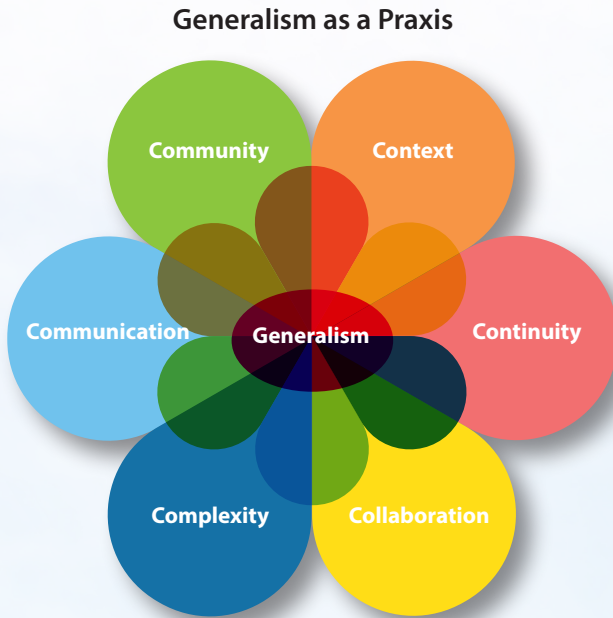 Generalism as a Praxis
Community
Context
Communication
Generalism
Continuity
Complexity
Collaboration